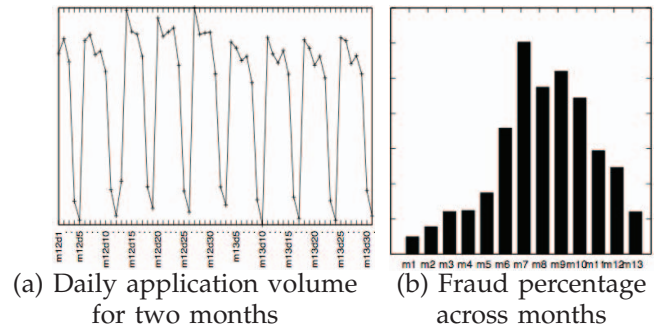 m12d1 m12d5 m12d10 m12d15 m12d20 m12d25 m12d30 m13d5 m13d10 m13d15 m13d20 m13d25 m13d30
m1 m2 m3 m4 m5 m6 m7 m8 m9 m10 m11 m12 m13
(a) Daily application volume
for two months
(b) Fraud percentage
across months